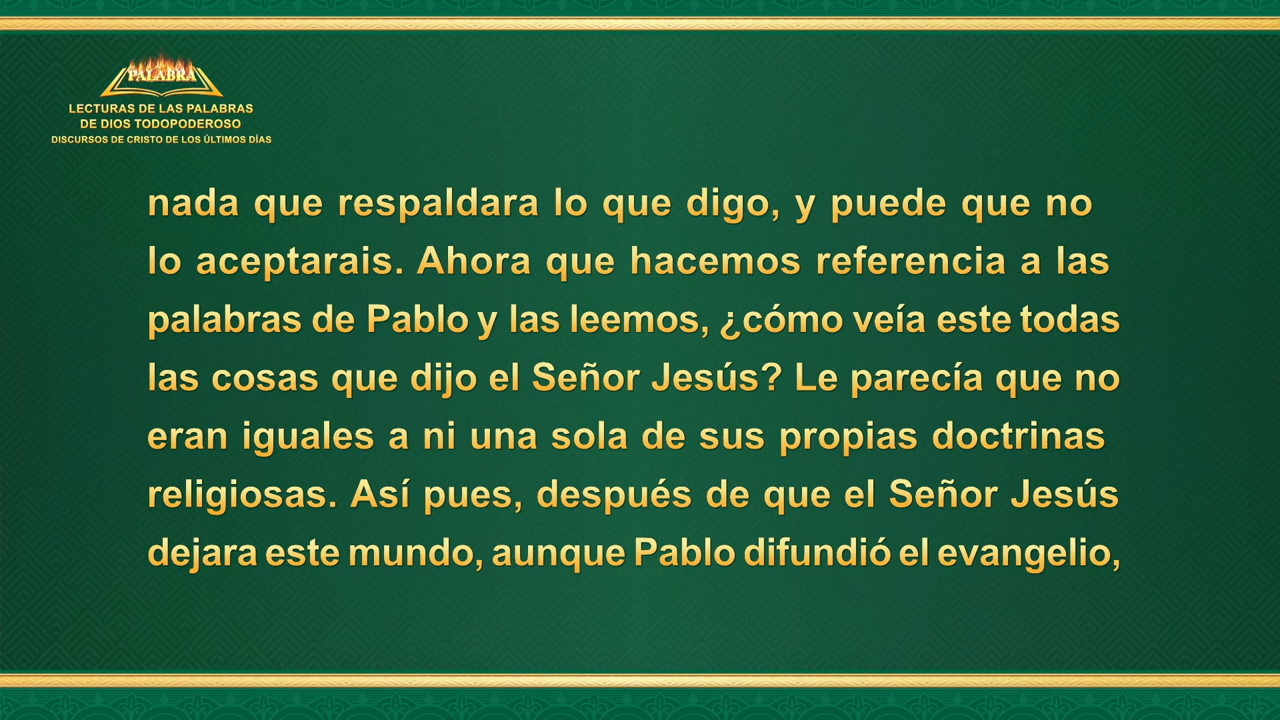 PALABRA
LECTURAS DE LAS PALABRAS
DE DIOS TODOPODEROSO
DISCURSOS DE CRISTO DE LOS ÚLTIMOS DÍAS
nada que respaldara lo que digo, y puede que no
lo aceptarais. Ahora que hacemos referencia a las
palabras de Pablo y las leemos, ¿cómo veía este todas
las cosas que dijo el Señor Jesús? Le parecía que no
eran iguales a ni una sola de sus propias doctrinas
religiosas. Así pues, después de que el Señor Jesús
dejara este mundo, aunque Pablo difundió el evangelio,